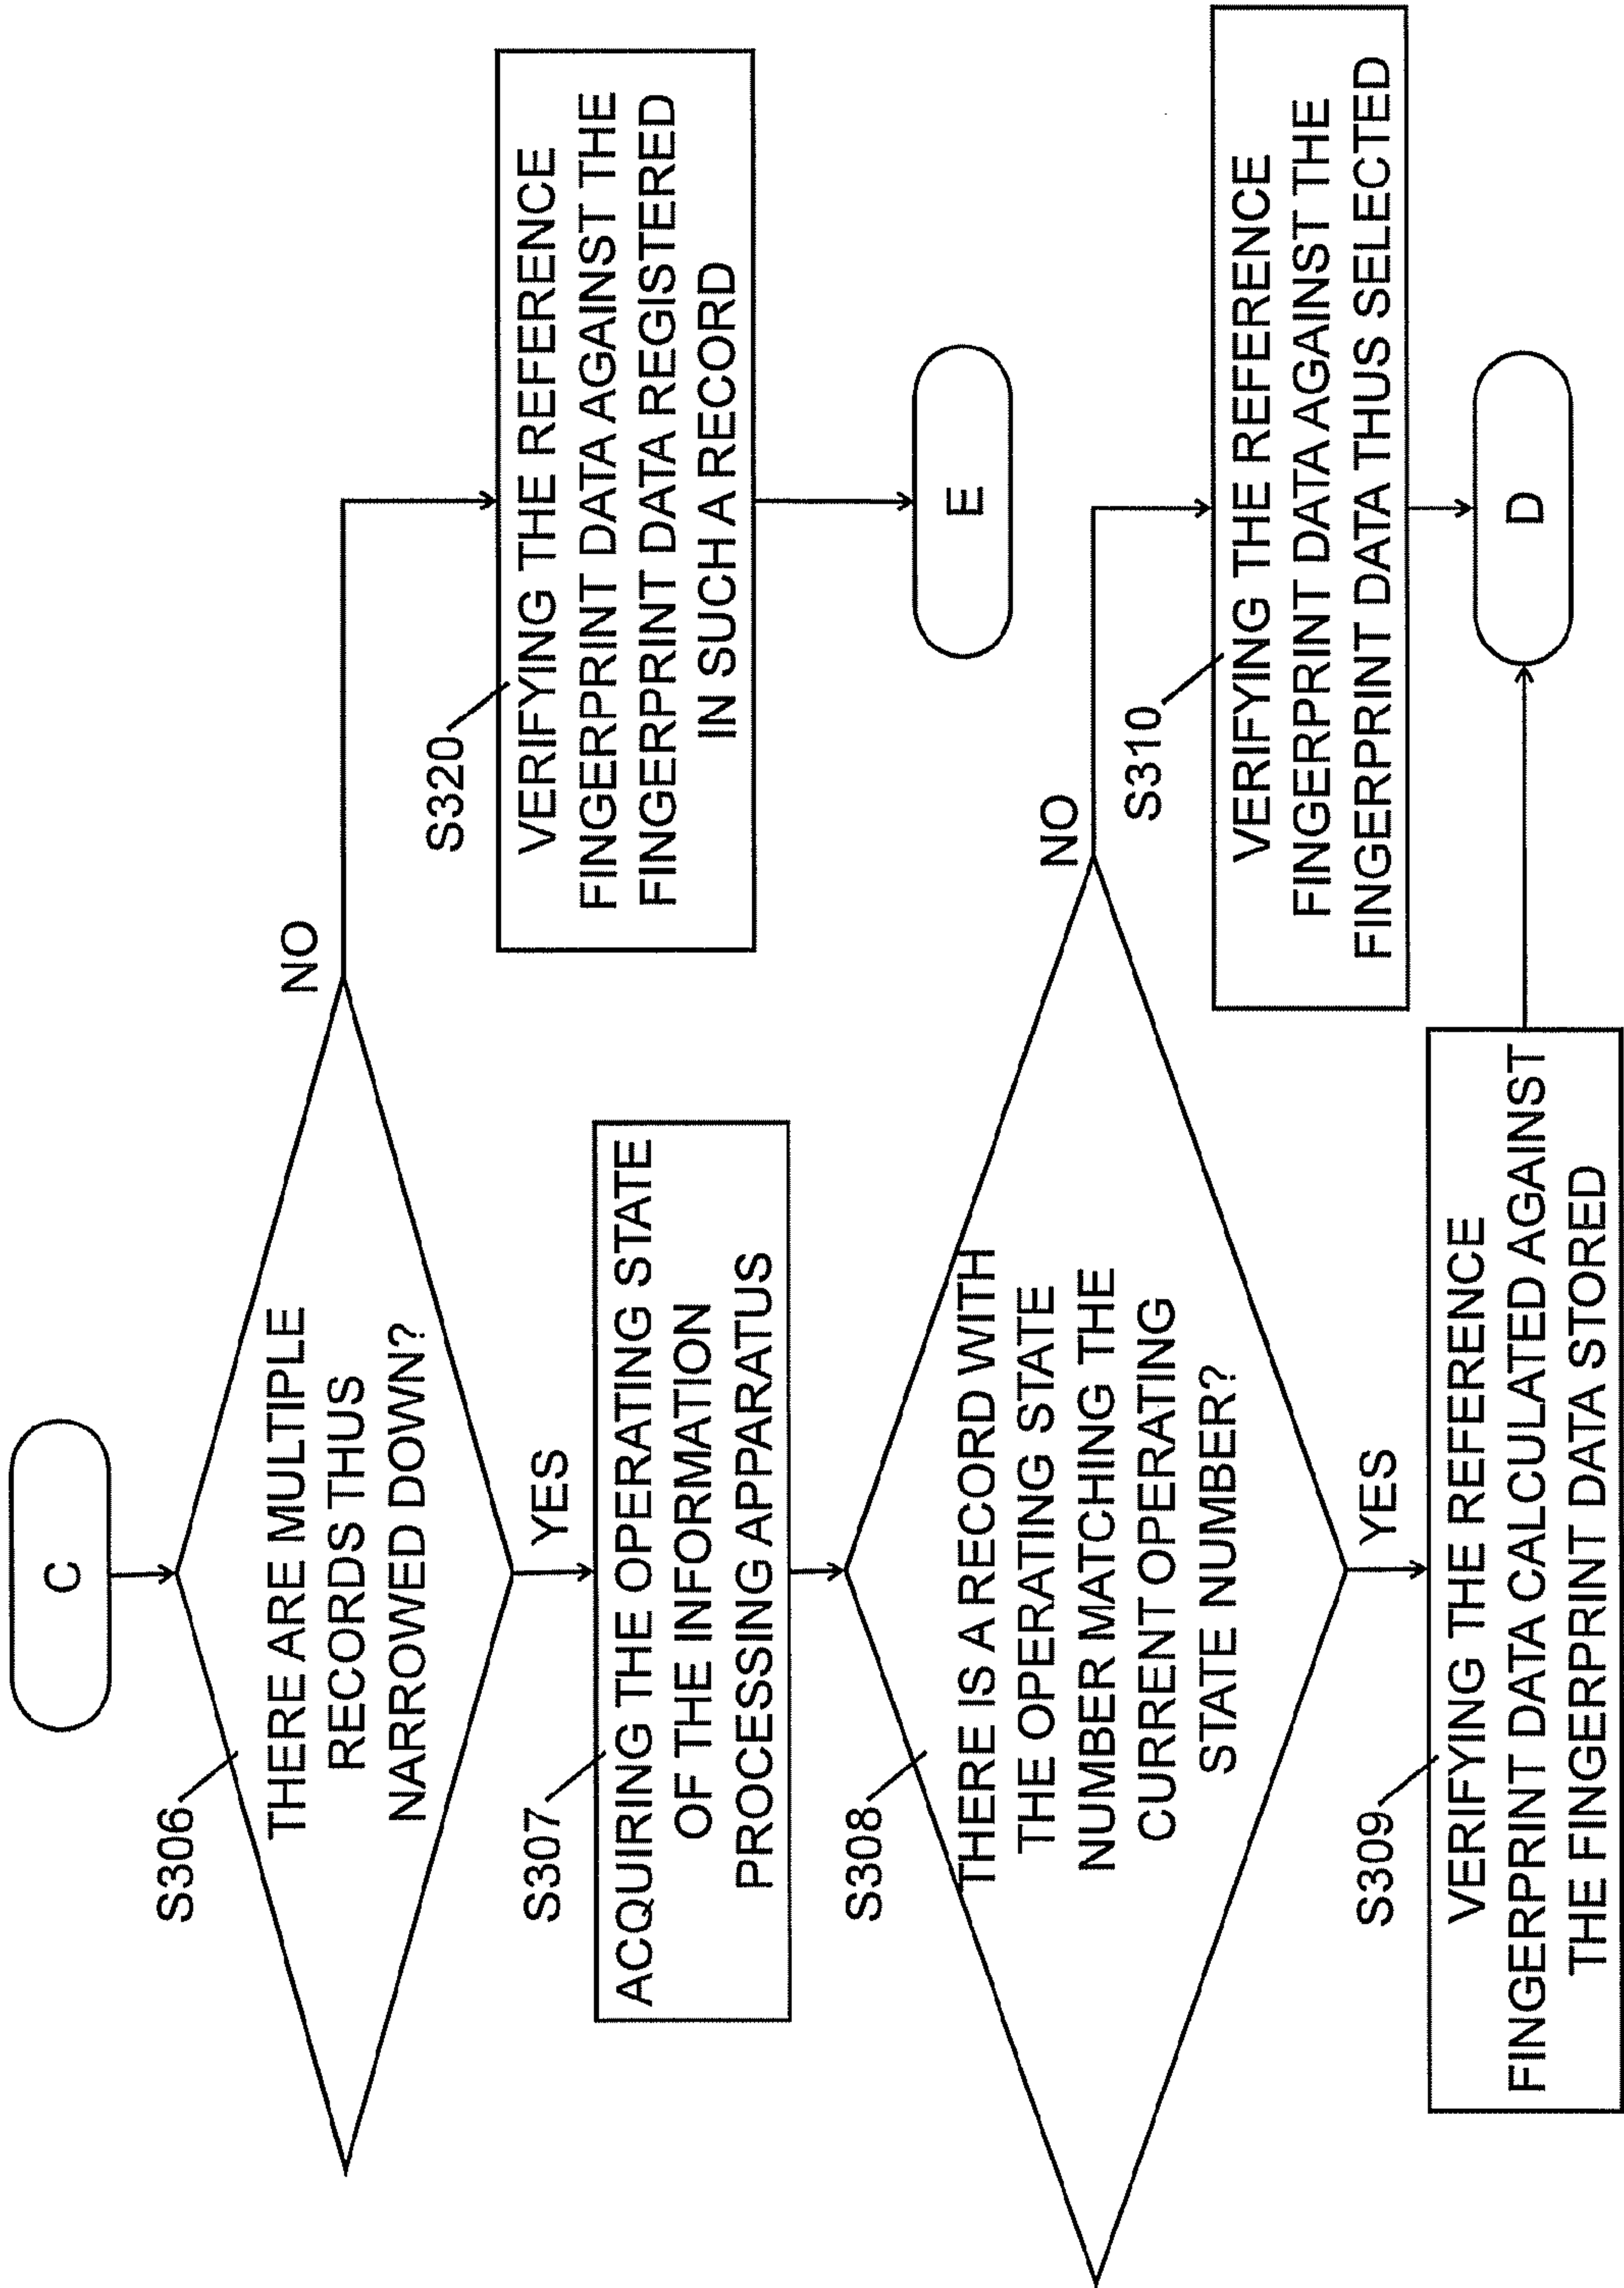 C
S306
THERE ARE MULTIPLE
RECORDS THUS
NARROWED DOWN?
NO
YES
S320
VERIFYING THE REFERENCE
FINGERPRINT DATA AGAINST THE
FINGERPRINT DATA REGISTERED
IN SUCH A RECORD
E
S307
ACQUIRING THE OPERATING STATE
OF THE INFORMATION
PROCESSING APPARATUS
S308
THERE IS A RECORD WITH
THE OPERATING STATE
NUMBER MATCHING THE
CURRENT OPERATING
STATE NUMBER?
NO
YES
S310
VERIFYING THE REFERENCE
FINGERPRINT DATA AGAINST THE
FINGERPRINT DATA THUS SELECTED
S309
VERIFYING THE REFERENCE
FINGERPRINT DATA CALCULATED AGAINST
THE FINGERPRINT DATA STORED
D